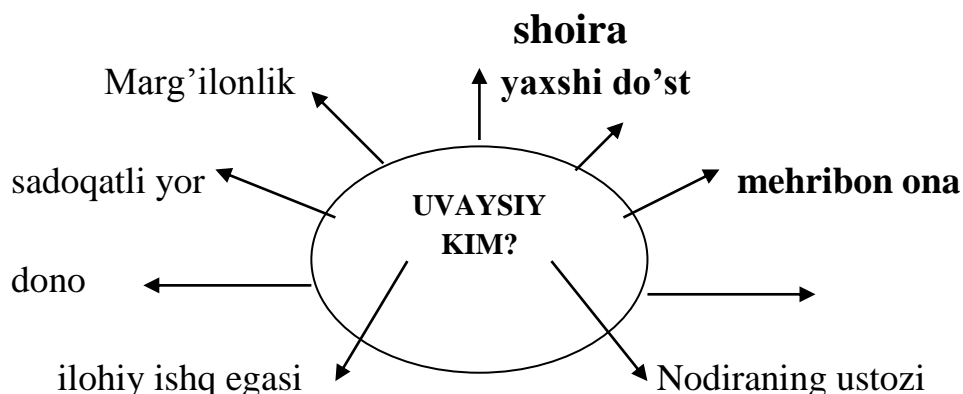 shoira
Marg’ilonlik
yaxshi do’st
sadoqatli yor
mehribon ona
UVAYSIY
KIM?
dono
ilohiy ishq egasi
Nodiraning ustozi